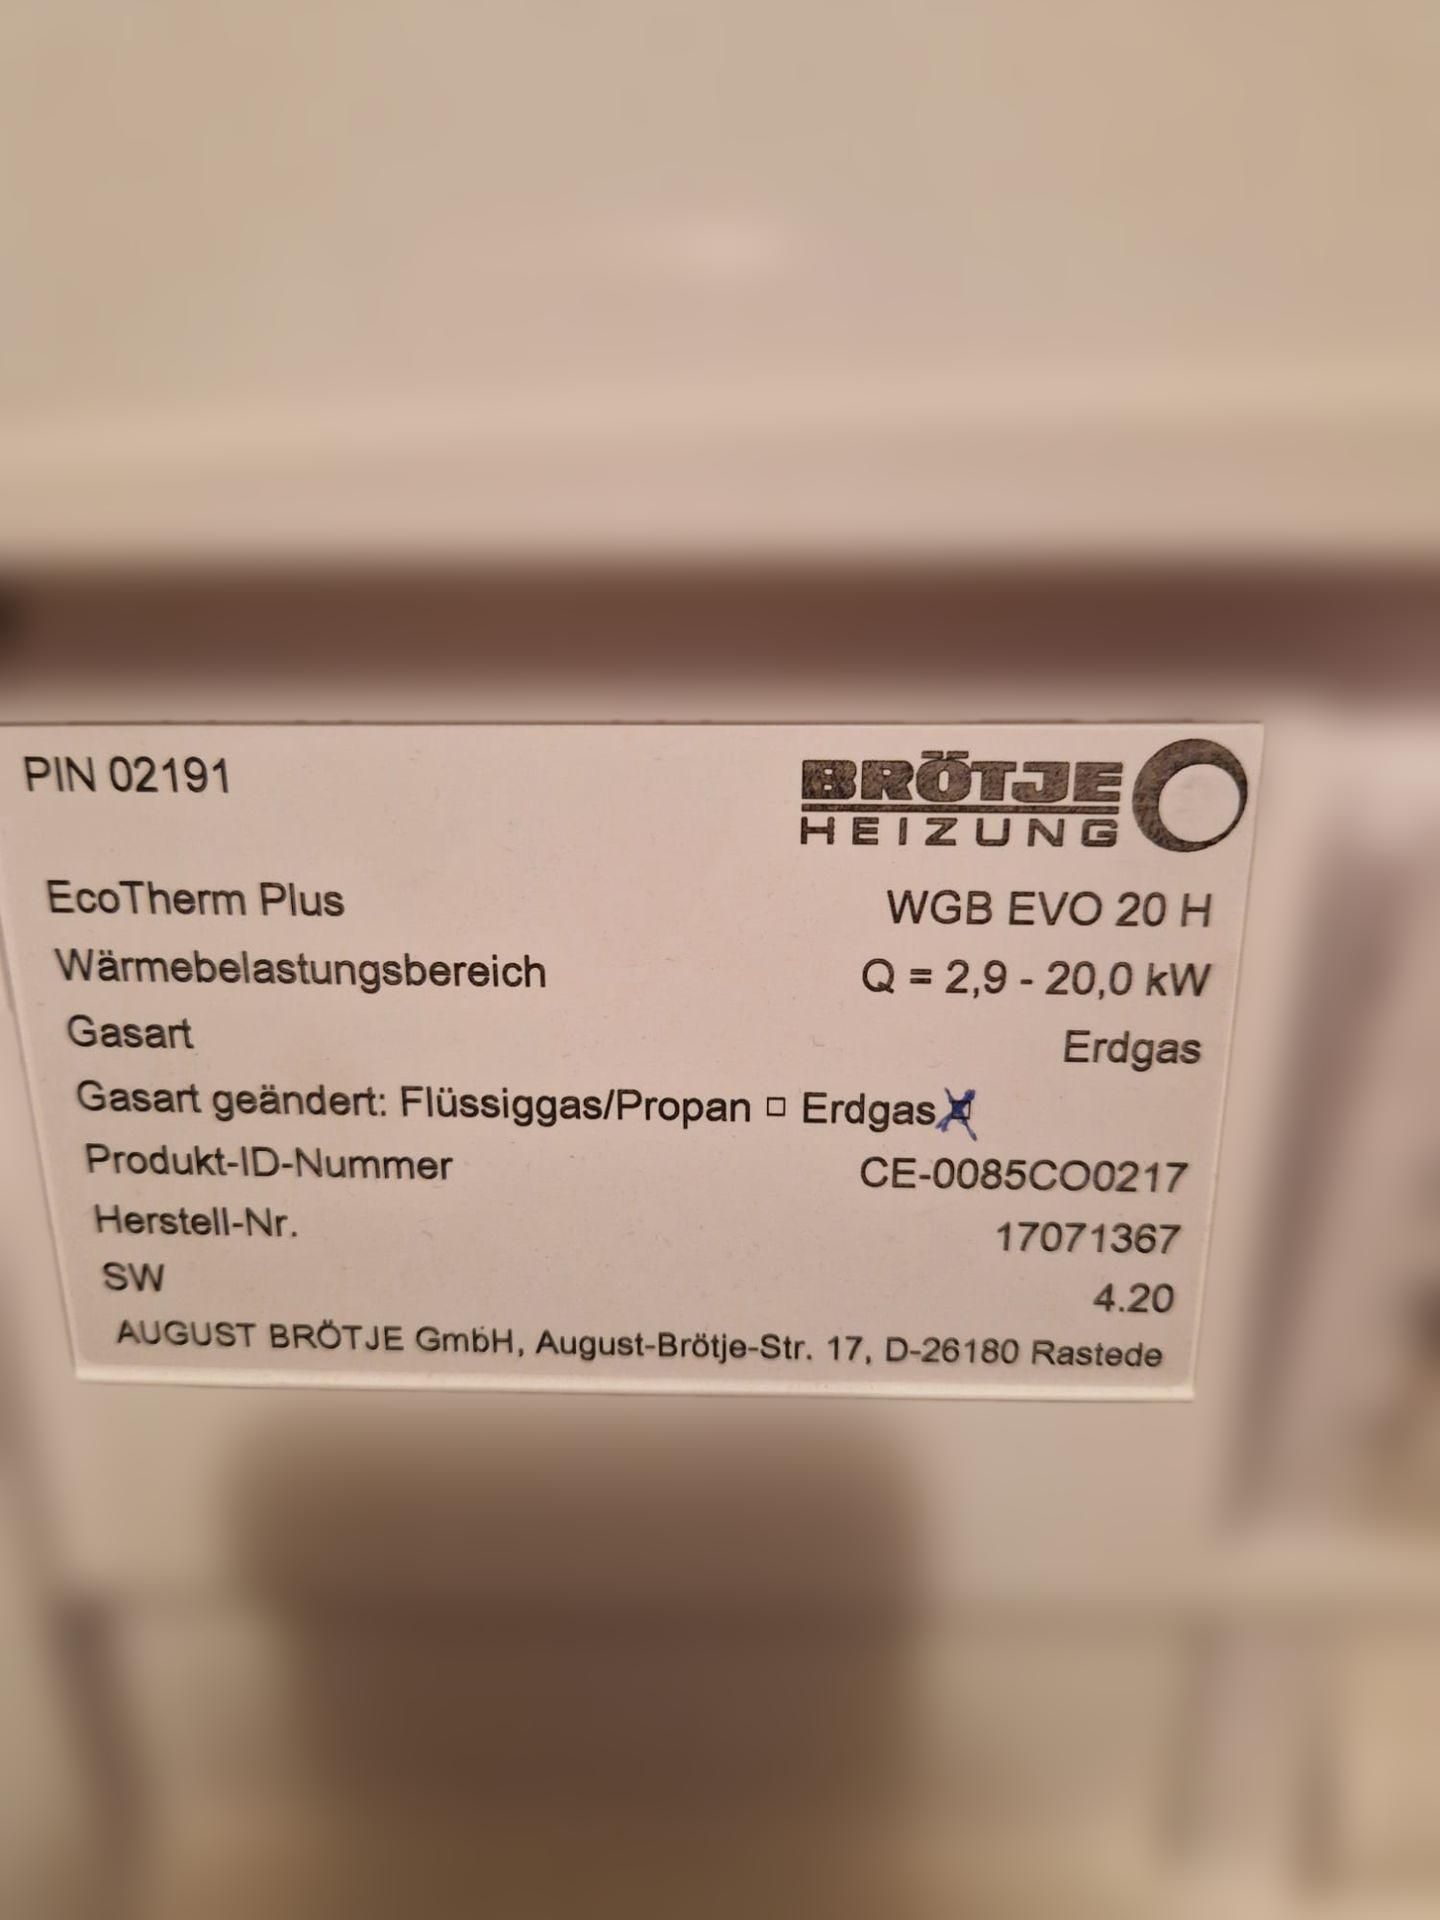 PIN 02191
BRÖTJE
HEIZUNG
EcoTherm Plus WGB EVO 20 H
Wärmebelastungsbereich Q = 2,9 - 20,0 kW
Gasart Erdgas
Gasart geändert: Flüssiggas/Propan □ Erdgas ☒
Produkt-ID-Nummer CE-0085CO0217
Herstell-Nr. 17071367
SW 4.20
AUGUST BRÖTJE GmbH, August-Brötje-Str. 17, D-26180 Rastede